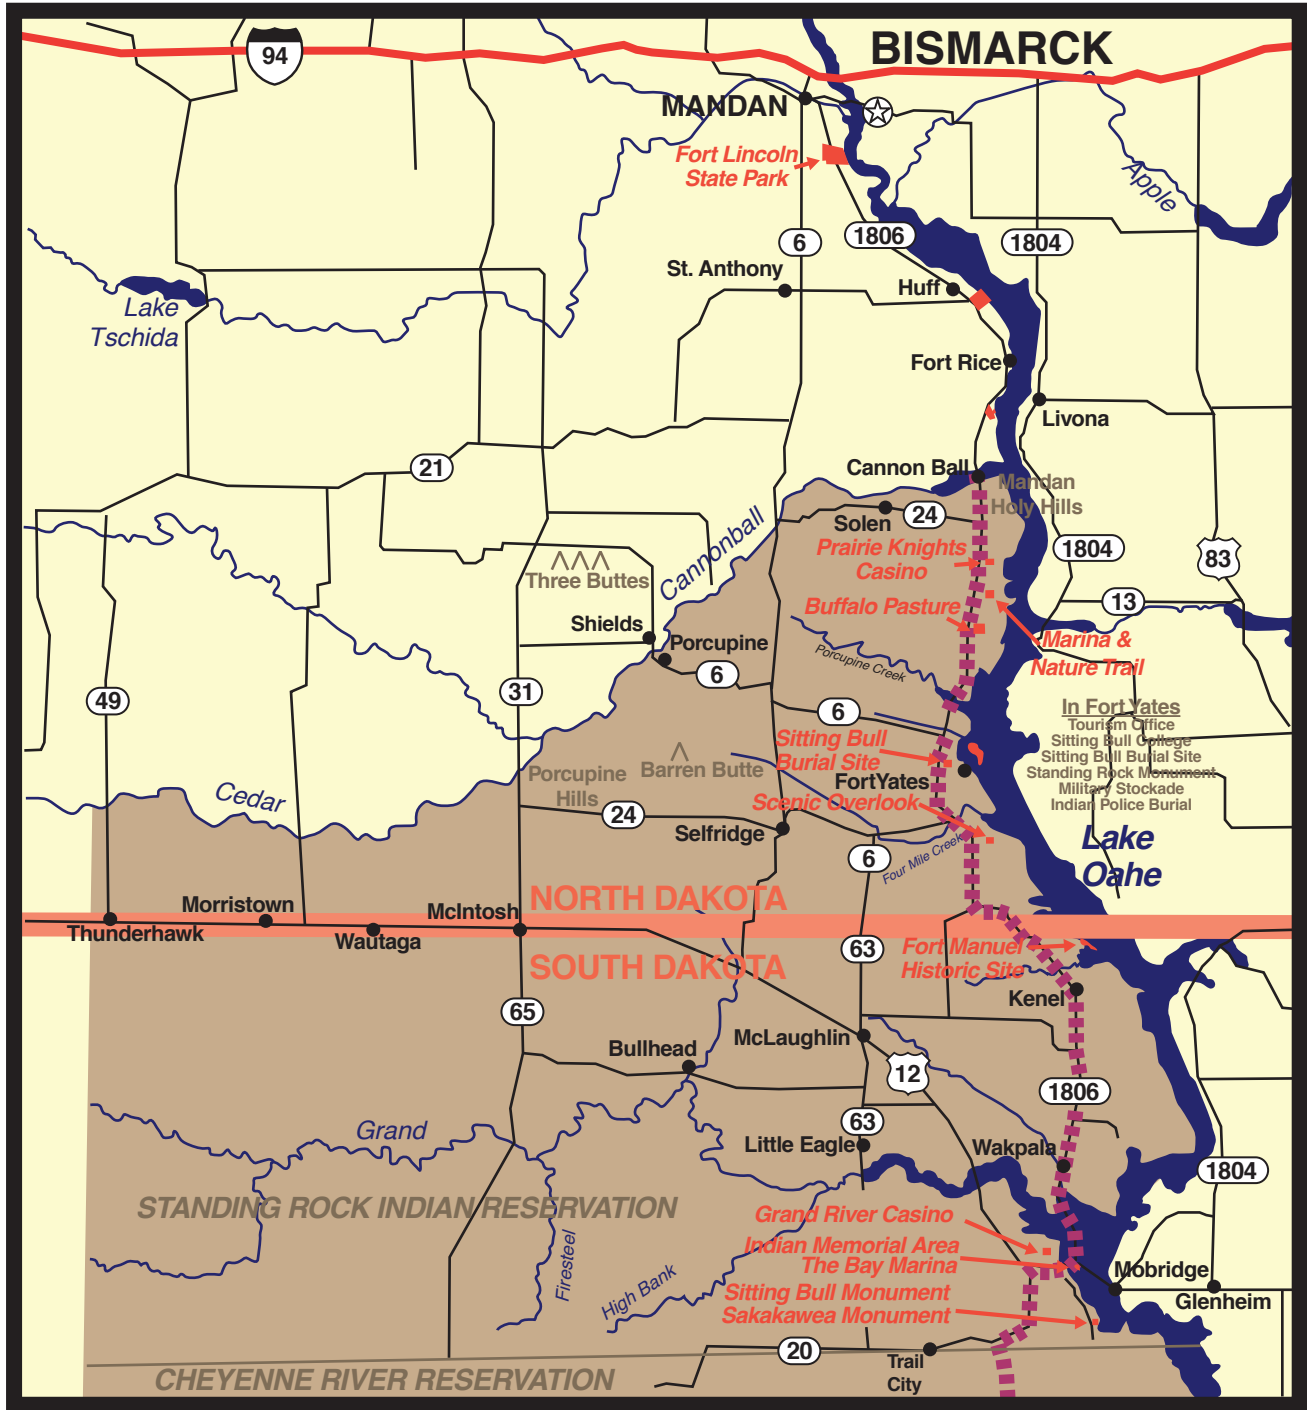 BISMARCK
94
MANDAN
Fort Lincoln
State Park
Apple
6
1806
1804
St. Anthony
Huff
Lake
Tschida
Fort Rice
Livona
21
Cannon Ball
Mandan
Holy Hills
Solen
24
Cannonball
Prairie Knights
Casino
1804
83
Three Buttes
Buffalo Pasture
13
Shields
Porcupine
Marina &
Nature Trail
Porcupine Creek
6
49
31
6
In Fort Yates
Tourism Office
Sitting Bull College
Sitting Bull Burial Site
Standing Rock Monument
Military Stockade
Indian Police Burial
Sitting Bull
Burial Site
Barren Butte
Porcupine
Hills
FortYates
Cedar
Scenic Overlook
24
Selfridge
Lake
Oahe
6
Four Mile Creek
NORTH DAKOTA
Morristown
McIntosh
Thunderhawk
Wautaga
63
Fort Manuel
Historic Site
SOUTH DAKOTA
Kenel
65
McLaughlin
Bullhead
12
1806
63
Grand
Little Eagle
Wakpala
1804
STANDING ROCK INDIAN RESERVATION
Grand River Casino
Indian Memorial Area
The Bay Marina
Firesteel
High Bank
Mobridge
Sitting Bull Monument
Glenheim
Sakakawea Monument
20
Trail
City
CHEYENNE RIVER RESERVATION